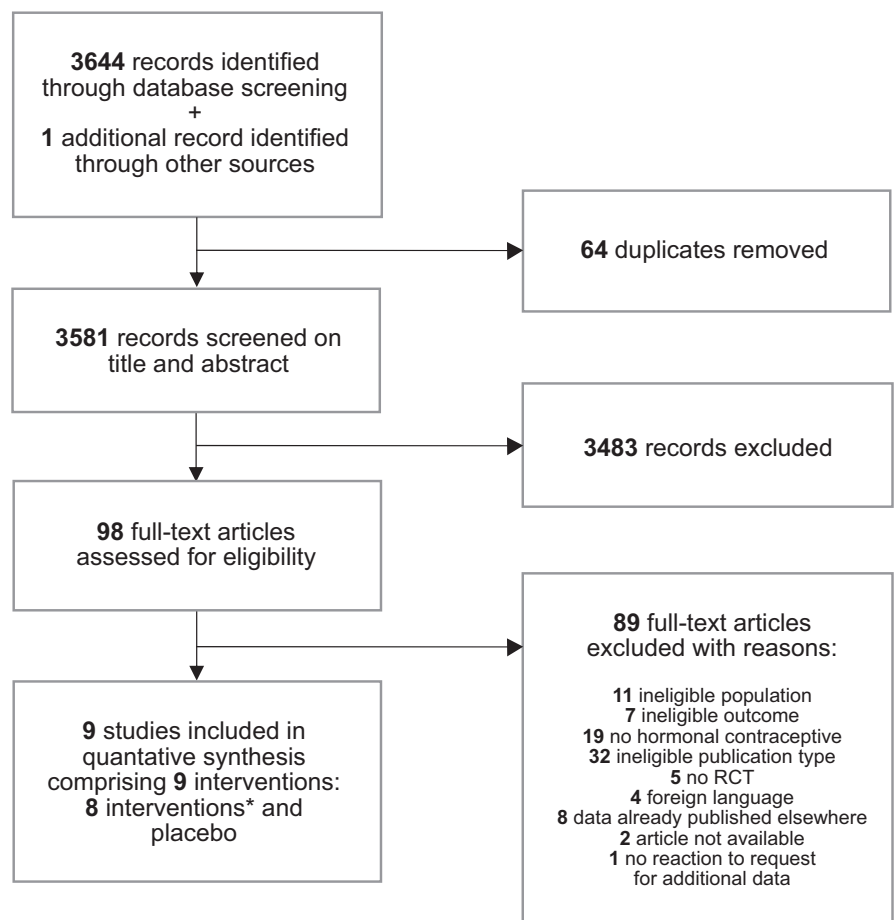 3644 records identified
through database screening
+
1 additional record identified
through other sources
64 duplicates removed
3581 records screened on
title and abstract
3483 records excluded
98 full-text articles
assessed for eligibility
89 full-text articles
excluded with reasons:
11 ineligible population
7 ineligible outcome
19 no hormonal contraceptive
32 ineligible publication type
5 no RCT
4 foreign language
8 data already published elsewhere
2 article not available
1 no reaction to request
for additional data
9 studies included in
quantative synthesis
comprising 9 interventions:
8 interventions* and
placebo